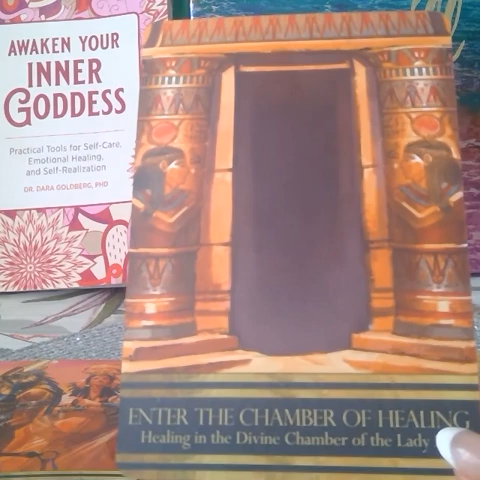 AWAKEN YOUR
INNER
GODDESS
Practical Tools for Self-Care,
Emotional Healing,
and Self-Realization
DR. DARA GOLDBERG, PHD
ENTER THE CHAMBER OF HEALING
Healing in the Divine Chamber of the Lady